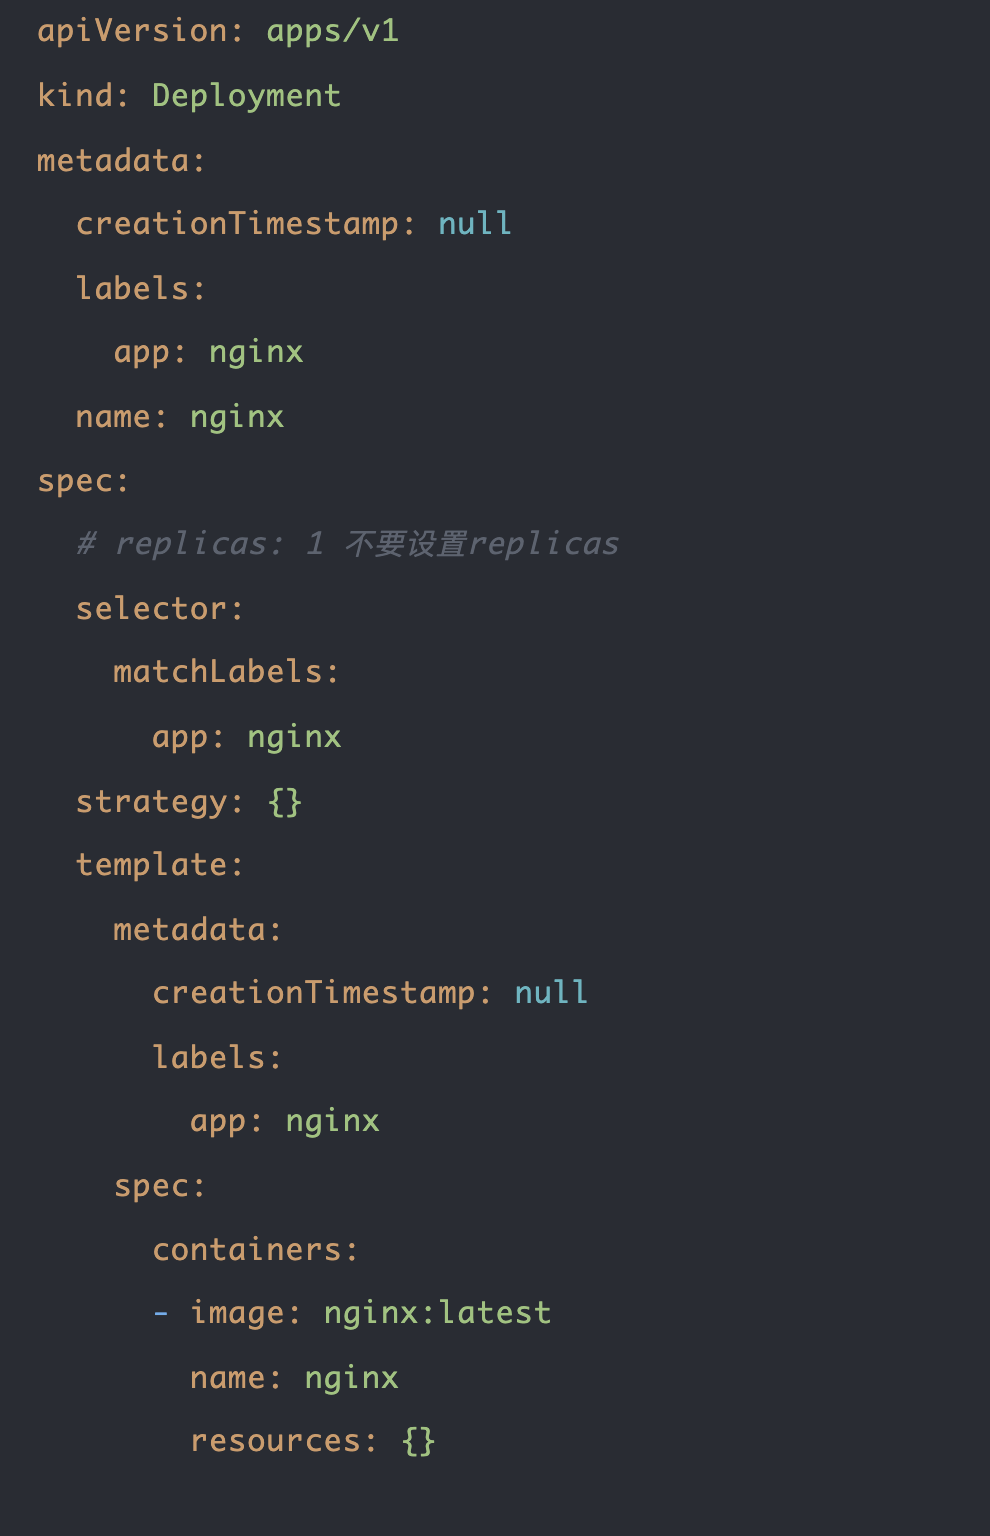 apiVersion: apps/v1
kind: Deployment
metadata:
  creationTimestamp: null
  labels:
    app: nginx
  name: nginx
spec:
  # replicas: 1 不要设置replicas
  selector:
    matchLabels:
      app: nginx
  strategy: {}
  template:
    metadata:
      creationTimestamp: null
      labels:
        app: nginx
    spec:
      containers:
      - image: nginx:latest
        name: nginx
        resources: {}